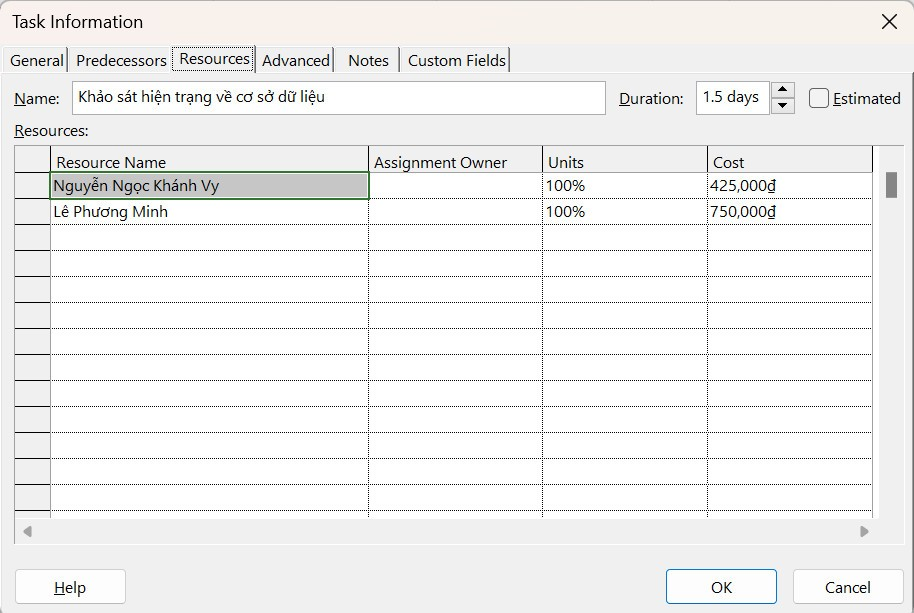 Task Information
General Predecessors Resources Advanced Notes Custom Fields
Name: Khảo sát hiện trạng về cơ sở dữ liệu Duration: 1.5 days Estimated
Resources:
Resource Name Assignment Owner Units Cost
Nguyễn Ngọc Khánh Vy 100% 425,000₫
Lê Phương Minh 100% 750,000₫
Help OK Cancel